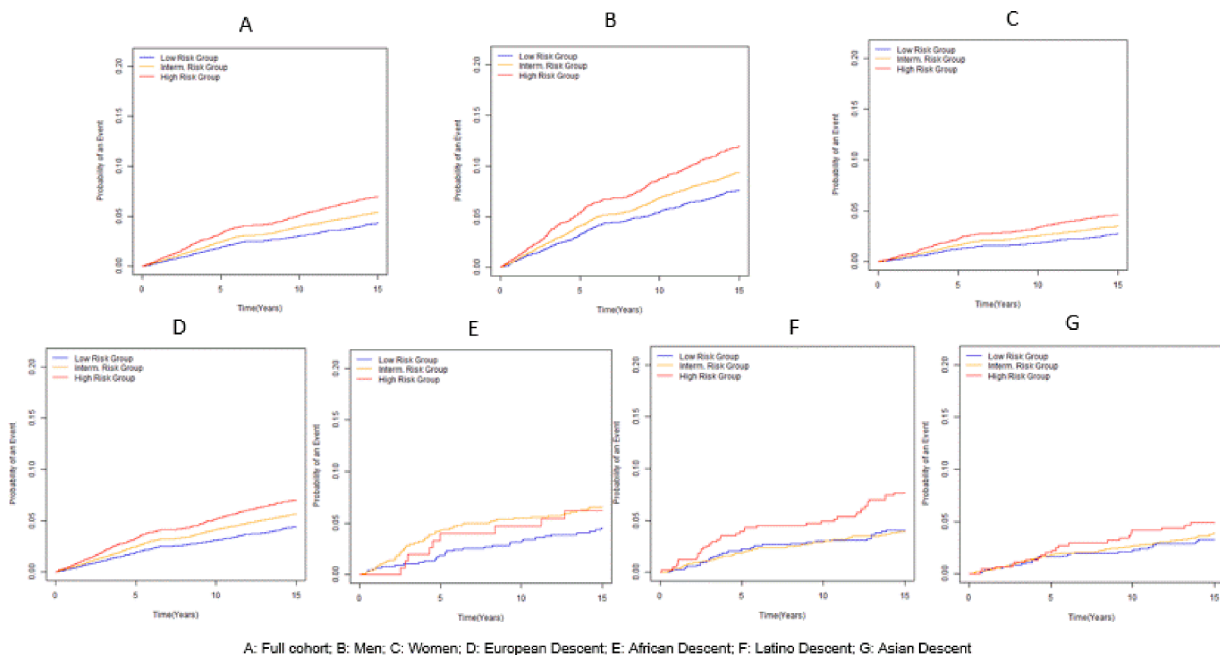 A
Low Risk Group
Interm. Risk Group
High Risk Group
Probability of an Event
0.00
0.05
0.10
0.15
0.20
0
5
10
15
Time(Years)
B
Low Risk Group
Interm. Risk Group
High Risk Group
Probability of an Event
0.00
0.05
0.10
0.15
0.20
0
5
10
15
Time(Years)
C
Low Risk Group
Interm. Risk Group
High Risk Group
Probability of an Event
0.00
0.05
0.10
0.15
0.20
0
5
10
15
Time(Years)
D
Low Risk Group
Interm. Risk Group
High Risk Group
Probability of an Event
0.00
0.05
0.10
0.15
0.20
0
5
10
15
Time(Years)
E
Low Risk Group
Interm. Risk Group
High Risk Group
Probability of an Event
0.00
0.05
0.10
0.15
0.20
0
5
10
15
Time(Years)
F
Low Risk Group
Interm. Risk Group
High Risk Group
Probability of an Event
0.00
0.05
0.10
0.15
0.20
0
5
10
15
Time(Years)
G
Low Risk Group
Interm. Risk Group
High Risk Group
Probability of an Event
0.00
0.05
0.10
0.15
0.20
0
5
10
15
Time(Years)
A: Full cohort; B: Men; C: Women; D: European Descent; E: African Descent; F: Latino Descent; G: Asian Descent